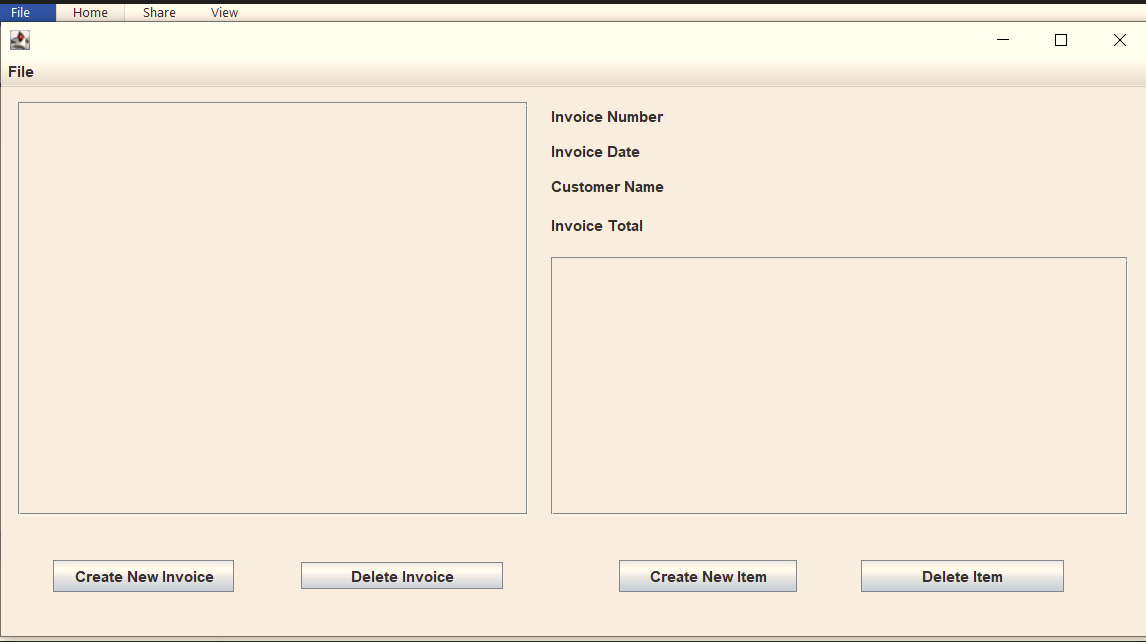 File Home Share View
File
Invoice Number
Invoice Date
Customer Name
Invoice Total
Create New Invoice Delete Invoice Create New Item Delete Item